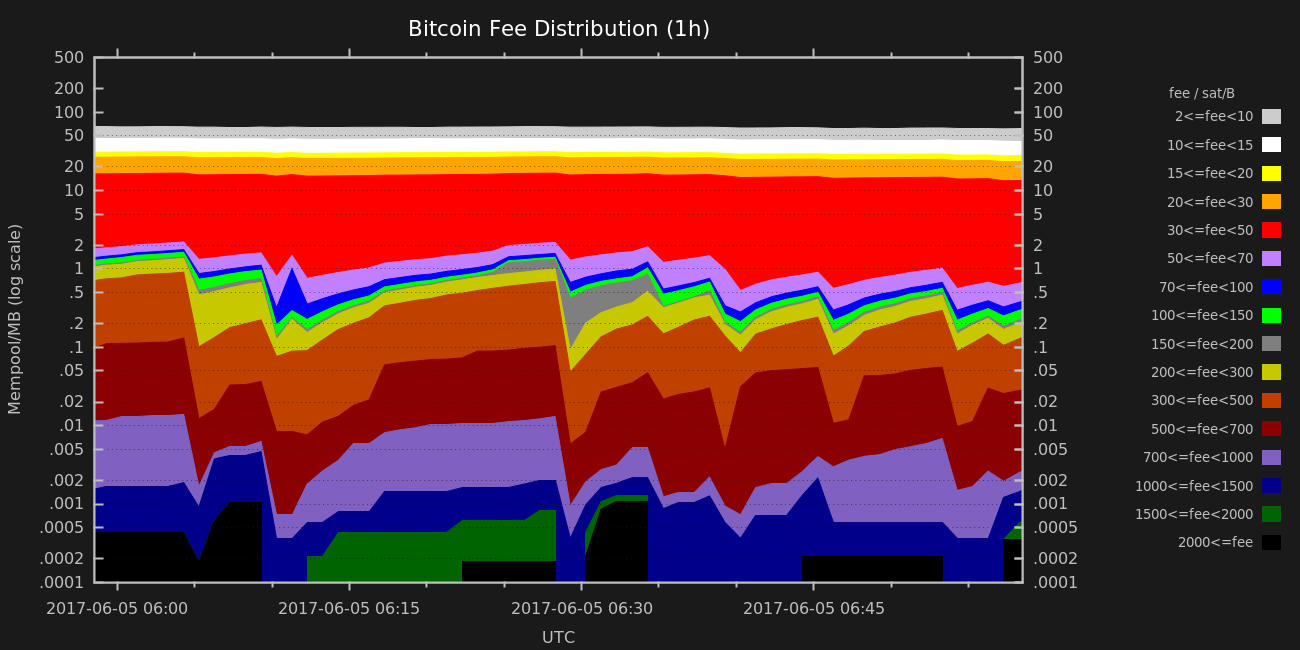 Bitcoin Fee Distribution (1h)
500 500
200 200
100 100
50 50
20 20
10 10
5 5
2 2
1 1
.5 .5
.2 .2
.1 .1
.05 .05
.02 .02
.01 .01
.005 .005
.002 .002
.001 .001
.0005 .0005
.0002 .0002
.0001 .0001
Mempool/MB (log scale)
2017-06-05 06:00 2017-06-05 06:15 2017-06-05 06:30 2017-06-05 06:45
UTC
fee / sat/B
2<=fee<10
10<=fee<15
15<=fee<20
20<=fee<30
30<=fee<50
50<=fee<70
70<=fee<100
100<=fee<150
150<=fee<200
200<=fee<300
300<=fee<500
500<=fee<700
700<=fee<1000
1000<=fee<1500
1500<=fee<2000
2000<=fee